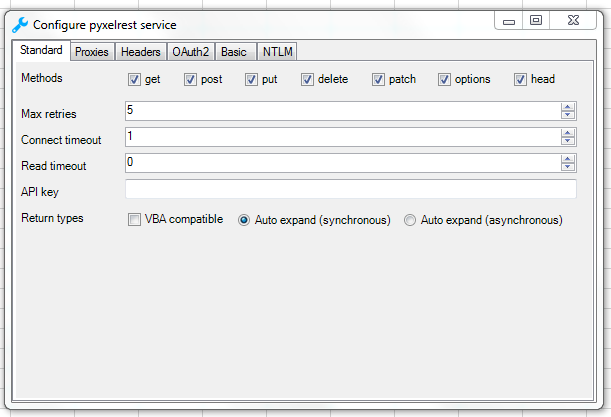 Configure pyxelrest service
Standard Proxies Headers OAuth2 Basic NTLM
Methods get post put delete patch options head
Max retries 5
Connect timeout 1
Read timeout 0
API key
Return types VBA compatible Auto expand (synchronous) Auto expand (asynchronous)